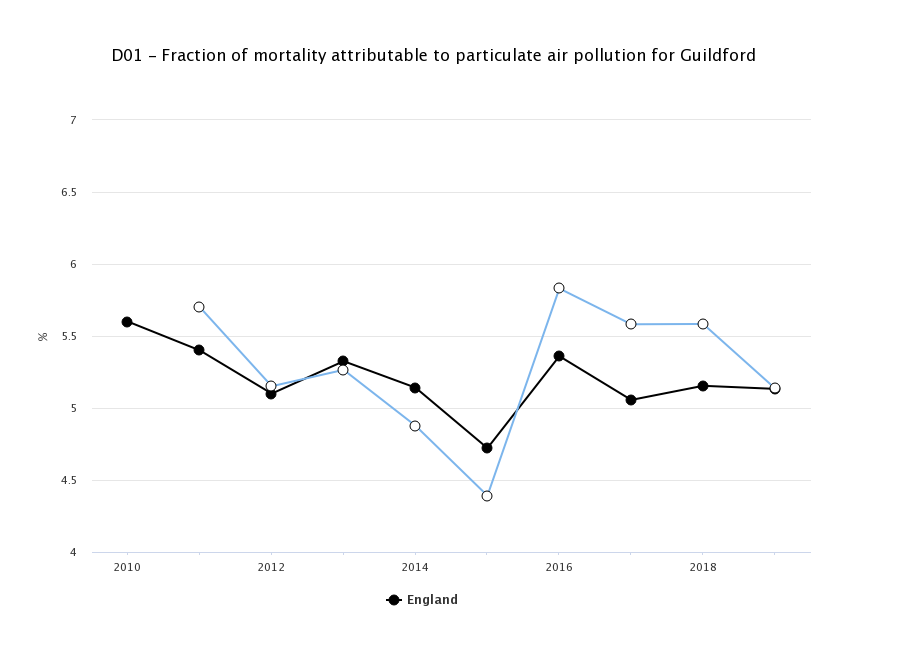 D01 – Fraction of mortality attributable to particulate air pollution for Guildford
7
6.5
6
%
5.5
5
4.5
4
2010 2012 2014 2016 2018
England